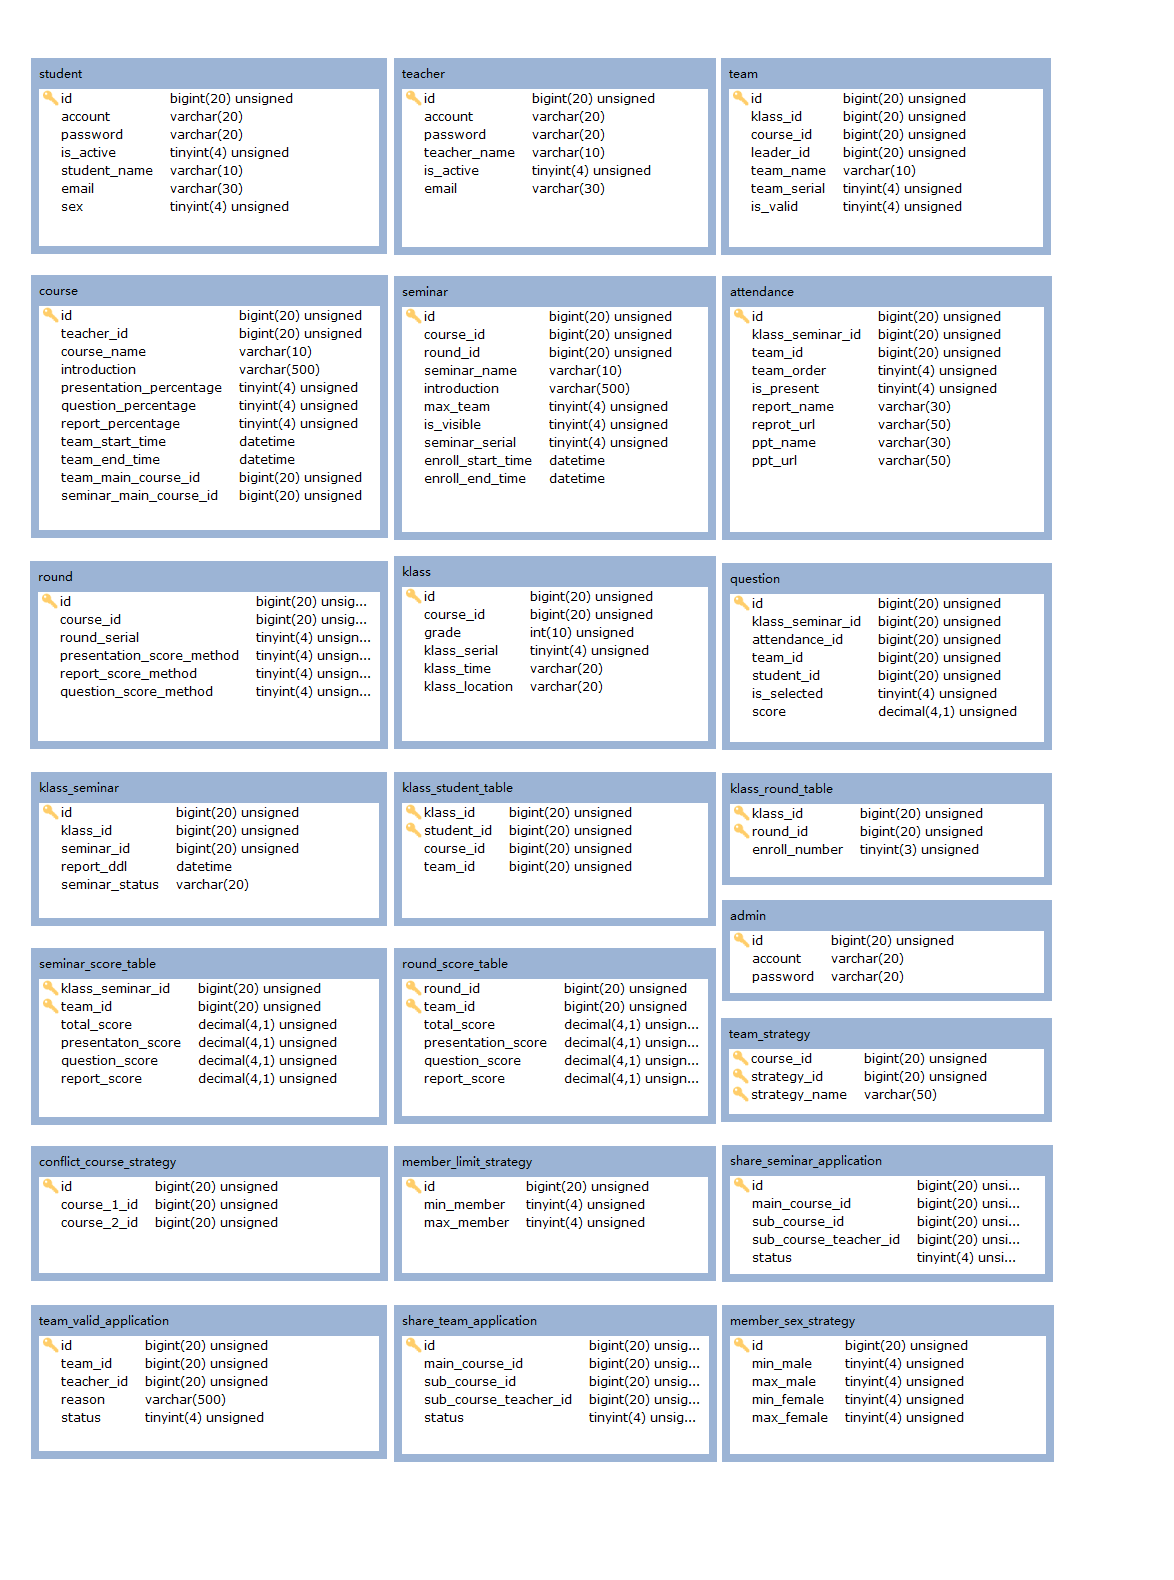 student
id bigint(20) unsigned
account varchar(20)
password varchar(20)
is_active tinyint(4) unsigned
student_name varchar(10)
email varchar(30)
sex tinyint(4) unsigned
teacher
id bigint(20) unsigned
account varchar(20)
password varchar(20)
teacher_name varchar(10)
is_active tinyint(4) unsigned
email varchar(30)
team
id bigint(20) unsigned
klass_id bigint(20) unsigned
course_id bigint(20) unsigned
leader_id bigint(20) unsigned
team_name varchar(10)
team_serial tinyint(4) unsigned
is_valid tinyint(4) unsigned
course
id bigint(20) unsigned
teacher_id bigint(20) unsigned
course_name varchar(10)
introduction varchar(500)
presentation_percentage tinyint(4) unsigned
question_percentage tinyint(4) unsigned
report_percentage tinyint(4) unsigned
team_start_time datetime
team_end_time datetime
team_main_course_id bigint(20) unsigned
seminar_main_course_id bigint(20) unsigned
seminar
id bigint(20) unsigned
course_id bigint(20) unsigned
round_id bigint(20) unsigned
seminar_name varchar(10)
introduction varchar(500)
max_team tinyint(4) unsigned
is_visible tinyint(4) unsigned
seminar_serial tinyint(4) unsigned
enroll_start_time datetime
enroll_end_time datetime
attendance
id bigint(20) unsigned
klass_seminar_id bigint(20) unsigned
team_id bigint(20) unsigned
team_order tinyint(4) unsigned
is_present tinyint(4) unsigned
report_name varchar(30)
reprot_url varchar(50)
ppt_name varchar(30)
ppt_url varchar(50)
round
id bigint(20) unsig...
course_id bigint(20) unsig...
round_serial tinyint(4) unsign...
presentation_score_method tinyint(4) unsign...
report_score_method tinyint(4) unsign...
question_score_method tinyint(4) unsign...
klass
id bigint(20) unsigned
course_id bigint(20) unsigned
grade int(10) unsigned
klass_serial tinyint(4) unsigned
klass_time varchar(20)
klass_location varchar(20)
question
id bigint(20) unsigned
klass_seminar_id bigint(20) unsigned
attendance_id bigint(20) unsigned
team_id bigint(20) unsigned
student_id bigint(20) unsigned
is_selected tinyint(4) unsigned
score decimal(4,1) unsigned
klass_seminar
id bigint(20) unsigned
klass_id bigint(20) unsigned
seminar_id bigint(20) unsigned
report_ddl datetime
seminar_status varchar(20)
klass_student_table
klass_id bigint(20) unsigned
student_id bigint(20) unsigned
course_id bigint(20) unsigned
team_id bigint(20) unsigned
klass_round_table
klass_id bigint(20) unsigned
round_id bigint(20) unsigned
enroll_number tinyint(3) unsigned
admin
id bigint(20) unsigned
account varchar(20)
password varchar(20)
seminar_score_table
klass_seminar_id bigint(20) unsigned
team_id bigint(20) unsigned
total_score decimal(4,1) unsigned
presentaton_score decimal(4,1) unsigned
question_score decimal(4,1) unsigned
report_score decimal(4,1) unsigned
round_score_table
round_id bigint(20) unsigned
team_id bigint(20) unsigned
total_score decimal(4,1) unsign...
presentation_score decimal(4,1) unsign...
question_score decimal(4,1) unsign...
report_score decimal(4,1) unsign...
team_strategy
course_id bigint(20) unsigned
strategy_id bigint(20) unsigned
strategy_name varchar(50)
conflict_course_strategy
id bigint(20) unsigned
course_1_id bigint(20) unsigned
course_2_id bigint(20) unsigned
member_limit_strategy
id bigint(20) unsigned
min_member tinyint(4) unsigned
max_member tinyint(4) unsigned
share_seminar_application
id bigint(20) unsi...
main_course_id bigint(20) unsi...
sub_course_id bigint(20) unsi...
sub_course_teacher_id bigint(20) unsi...
status tinyint(4) unsi...
team_valid_application
id bigint(20) unsigned
team_id bigint(20) unsigned
teacher_id bigint(20) unsigned
reason varchar(500)
status tinyint(4) unsigned
share_team_application
id bigint(20) unsig...
main_course_id bigint(20) unsig...
sub_course_id bigint(20) unsig...
sub_course_teacher_id bigint(20) unsig...
status tinyint(4) unsig...
member_sex_strategy
id bigint(20) unsigned
min_male tinyint(4) unsigned
max_male tinyint(4) unsigned
min_female tinyint(4) unsigned
max_female tinyint(4) unsigned